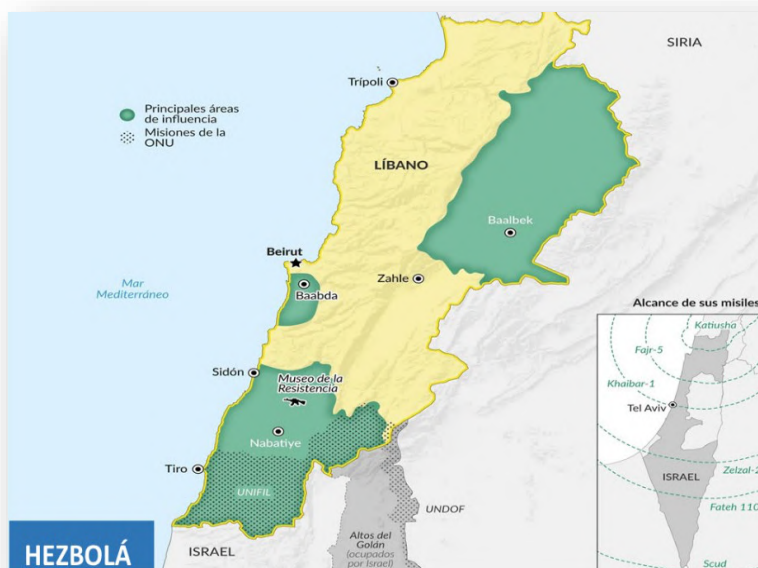 SIRIA
Trípoli
Principales áreas
de influencia
Misiones de la
ONU
LÍBANO
Baalbek
Beirut
Mar
Mediterráneo
Baabda
Zahle
Alcance de sus misiles
Katiusha
Fajr-5
Khaibar-1
Tel Aviv
Zelzal-2
ISRAEL
Fateh 110
Scud
Sidón
Museo de la
Resistencia
Nabatiye
Tiro
UNIFIL
UNDOF
Altos del
Golán
(ocupados
por Israel)
ISRAEL
HEZBOLÁ